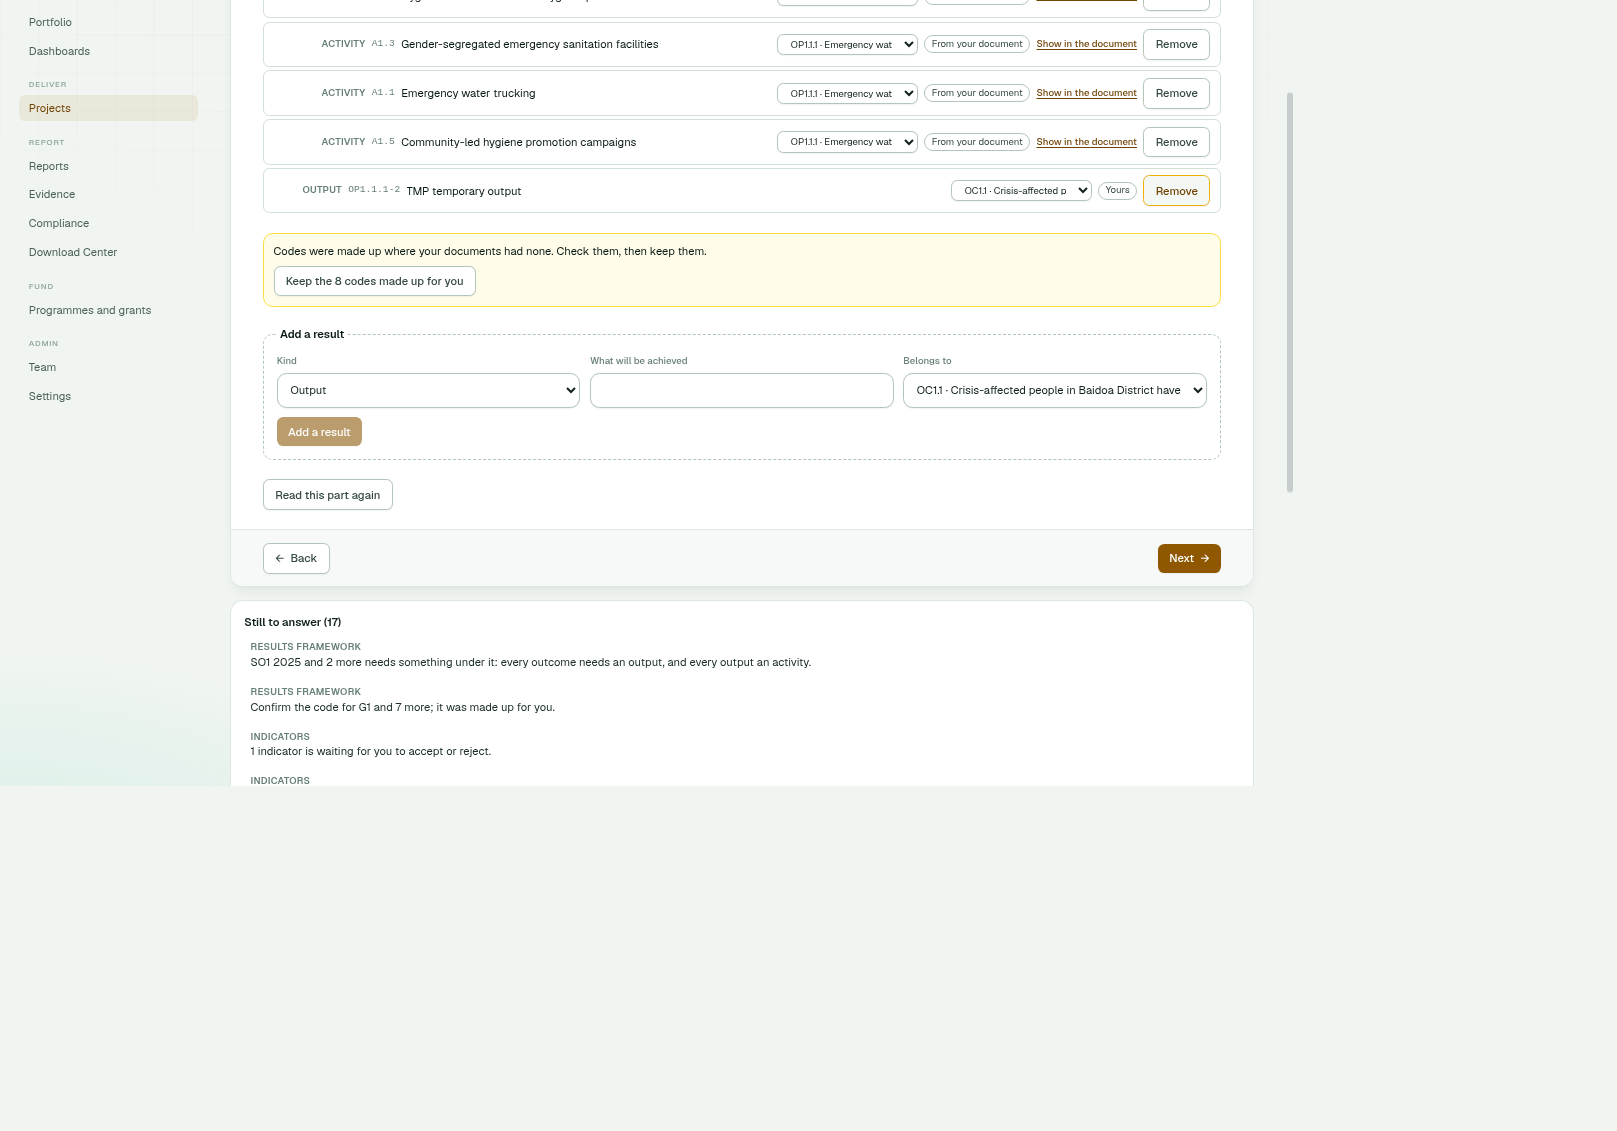 Portfolio
Dashboards
DELIVER
Projects
REPORT
Reports
Evidence
Compliance
Download Center
FUND
Programmes and grants
ADMIN
Team
Settings
ACTIVITY A1.3 Gender-segregated emergency sanitation facilities OP1.1.1 · Emergency wat From your document Show in the document Remove
ACTIVITY A1.1 Emergency water trucking OP1.1.1 · Emergency wat From your document Show in the document Remove
ACTIVITY A1.5 Community-led hygiene promotion campaigns OP1.1.1 · Emergency wat From your document Show in the document Remove
OUTPUT OP1.1.1-2 TMP temporary output OC1.1 · Crisis-affected p Yours Remove
Codes were made up where your documents had none. Check them, then keep them.
Keep the 8 codes made up for you
Add a result
Kind What will be achieved Belongs to
Output OC1.1 · Crisis-affected people in Baidoa District have
Add a result
Read this part again
← Back Next →
Still to answer (17)
RESULTS FRAMEWORK
SO1 2025 and 2 more needs something under it: every outcome needs an output, and every output an activity.
RESULTS FRAMEWORK
Confirm the code for G1 and 7 more; it was made up for you.
INDICATORS
1 indicator is waiting for you to accept or reject.
INDICATORS